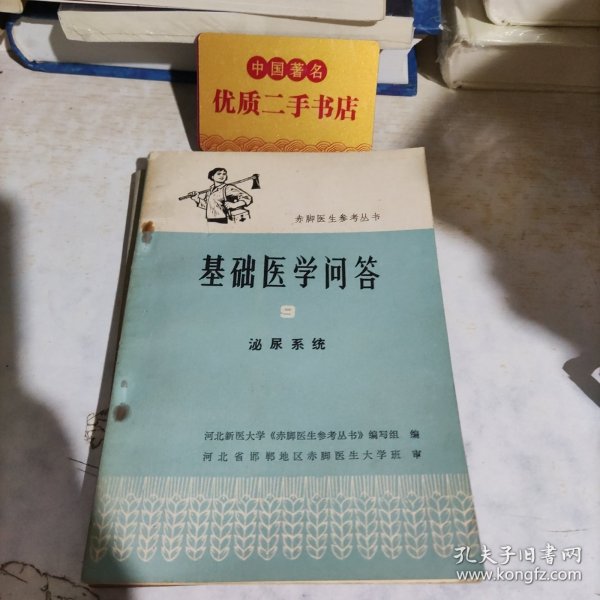 中国著名
优质二手书店
赤脚医生参考丛书
基础医学问答
泌尿系统
河北新医大学《赤脚医生参考丛书》编写组 编
河北省邯郸地区赤脚医生大学班 审
孔夫子旧书网
www.kongfz.com